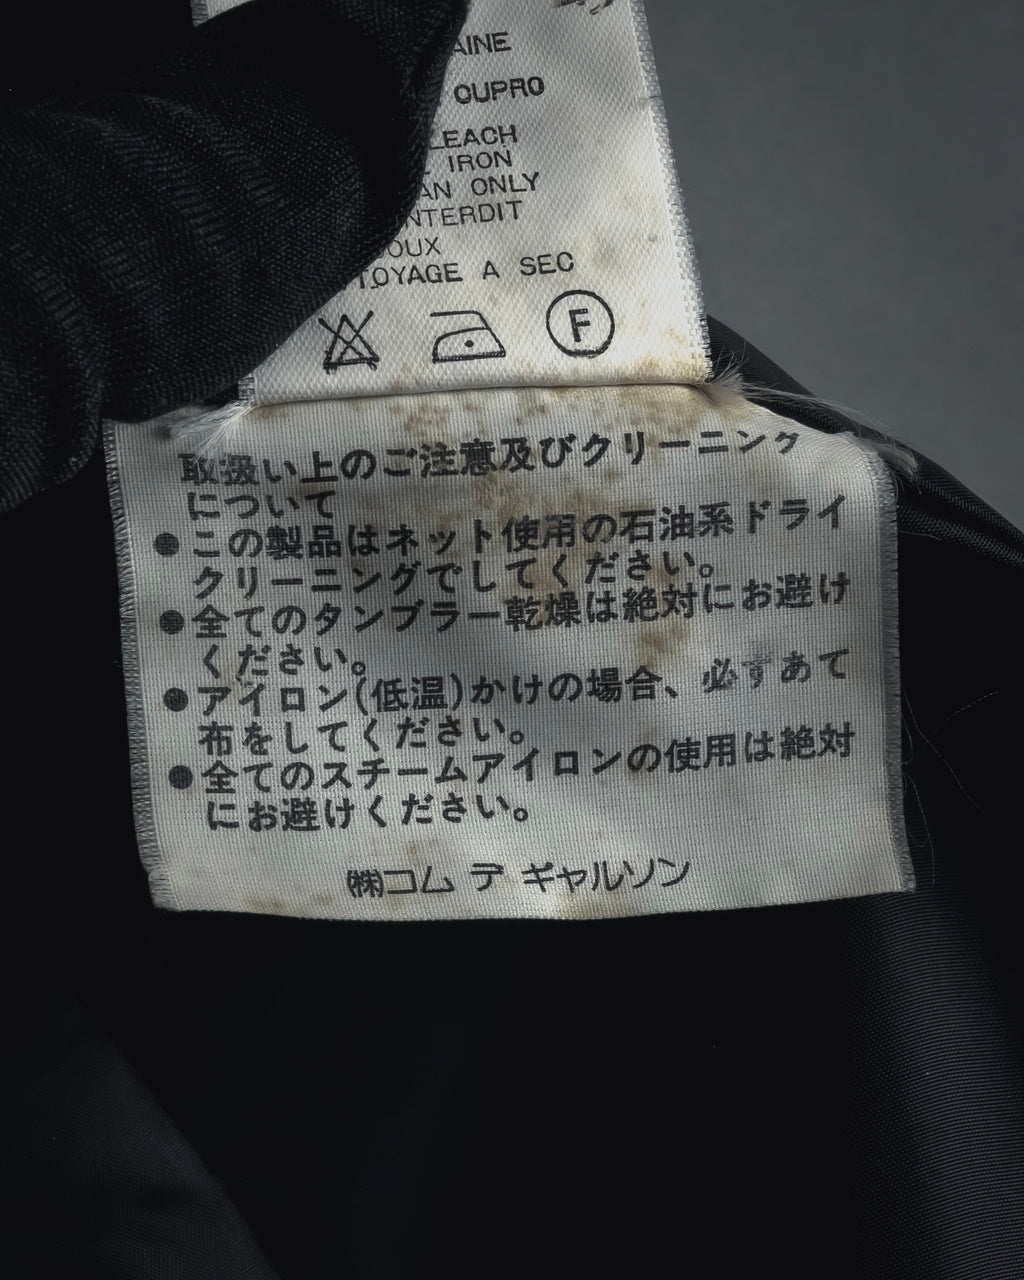 CUPRO
IRON
ONLY
A SEC
F
取扱い上のご注意及びクリーニング
について
●この製品はネット使用の石油系ドライ
クリーニングでしてください。
●全てのタンブラー乾燥は絶対にお避け
ください。
●アイロン(低温)かけの場合、必ずあて
布をしてください。
●全てのスチームアイロンの使用は絶対
にお避けください。
㈱コム デ ギャルソン